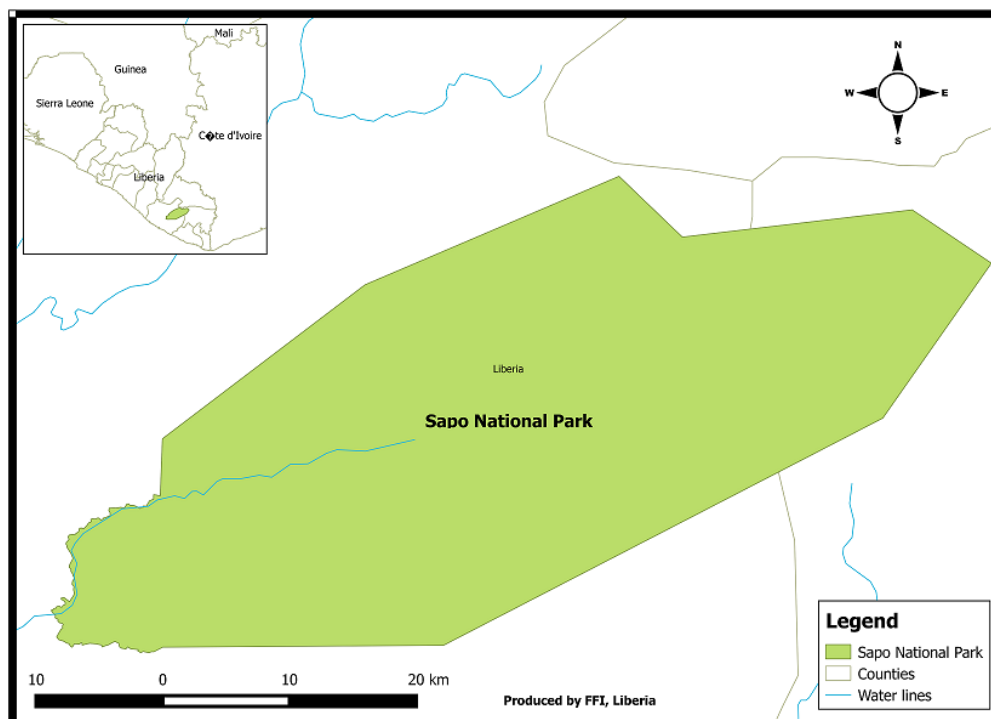 Mali
Guinea
Sierra Leone
C�te d'Ivoire
Liberia
N
W E
S
Liberia
Sapo National Park
Legend
Sapo National Park
Counties
Water lines
10 0 10 20 km
Produced by FFI, Liberia